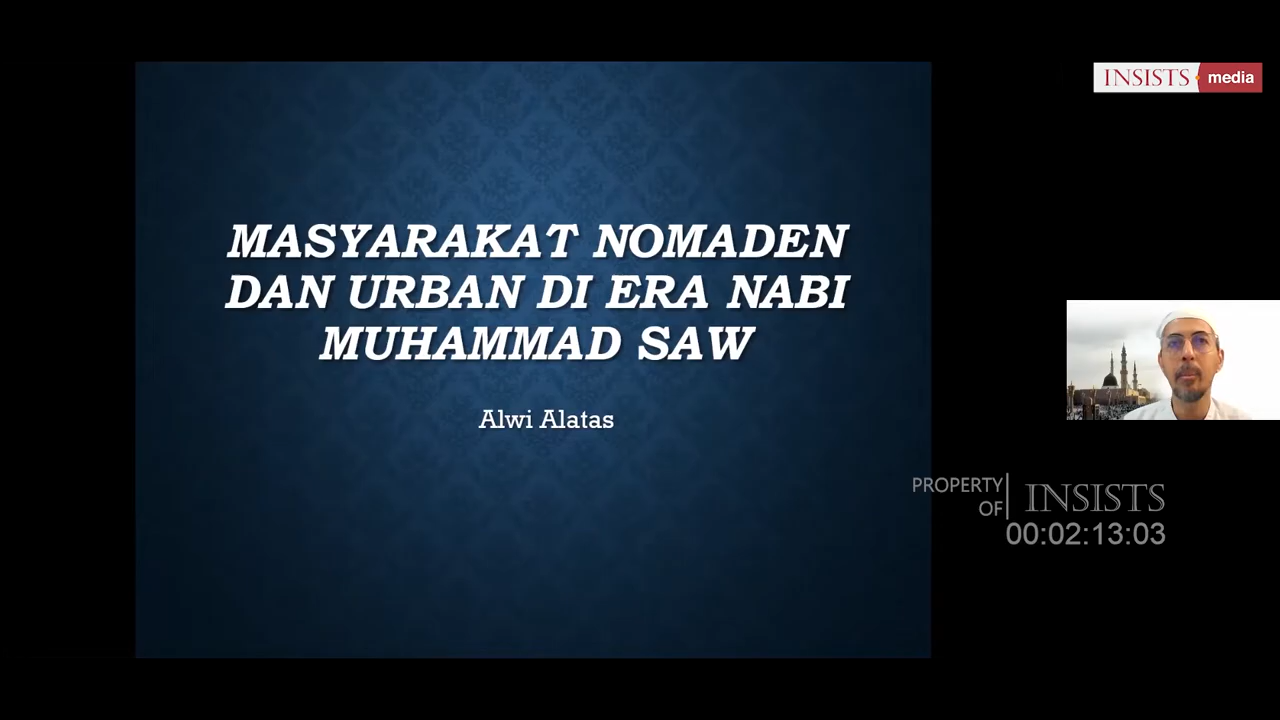 INSISTS media
MASYARAKAT NOMADEN
DAN URBAN DI ERA NABI
MUHAMMAD SAW
Alwi Alatas
PROPERTY
OF
INSISTS
00:02:13:03